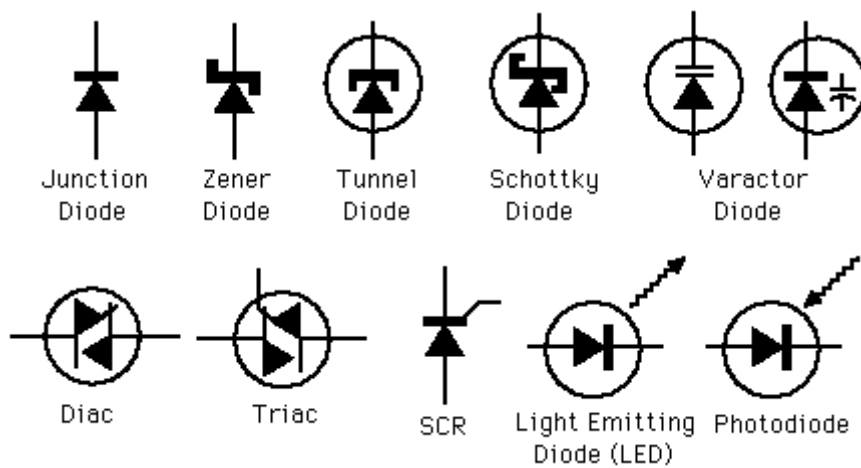 Junction
Diode
Zener
Diode
Tunnel
Diode
Schottky
Diode
Varactor
Diode
Diac
Triac
SCR
Light Emitting
Diode (LED)
Photodiode